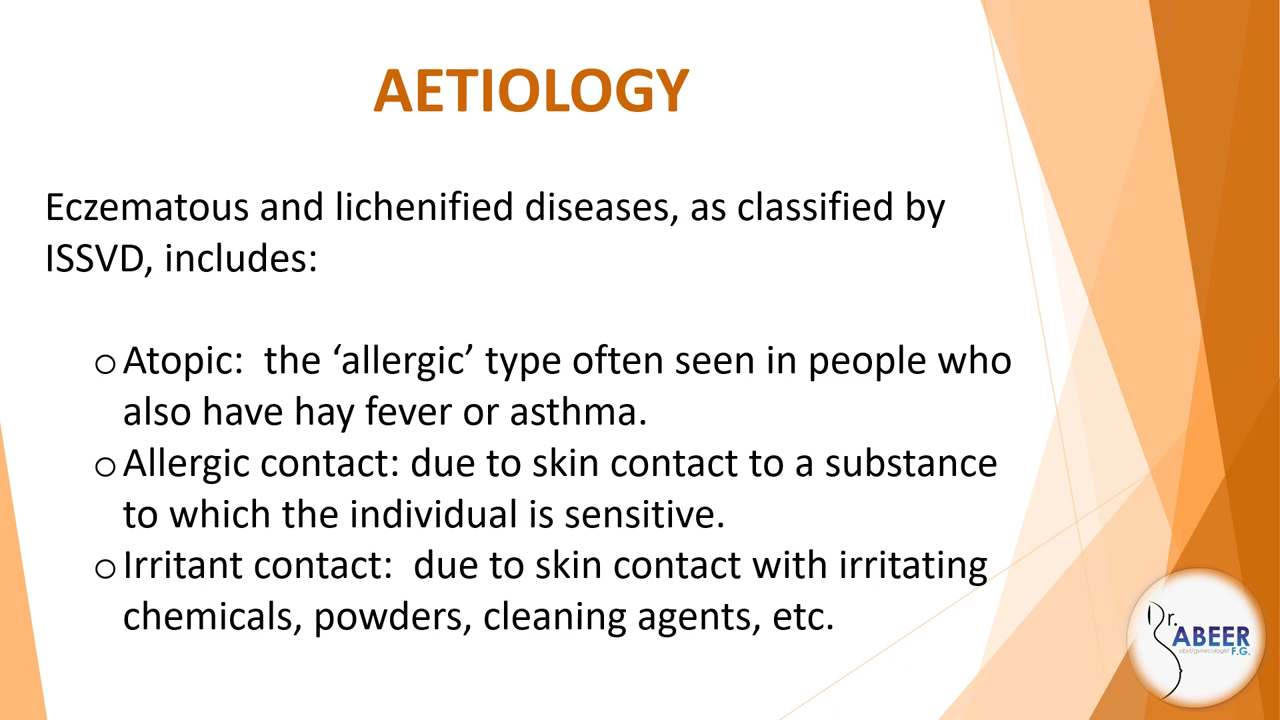 AETIOLOGY
Eczematous and lichenified diseases, as classified by
ISSVD, includes:
o Atopic:  the ‘allergic’ type often seen in people who
also have hay fever or asthma.
o Allergic contact: due to skin contact to a substance
to which the individual is sensitive.
o Irritant contact:  due to skin contact with irritating
chemicals, powders, cleaning agents, etc.
Dr.
ABEER
obst/gynecologist F.G.